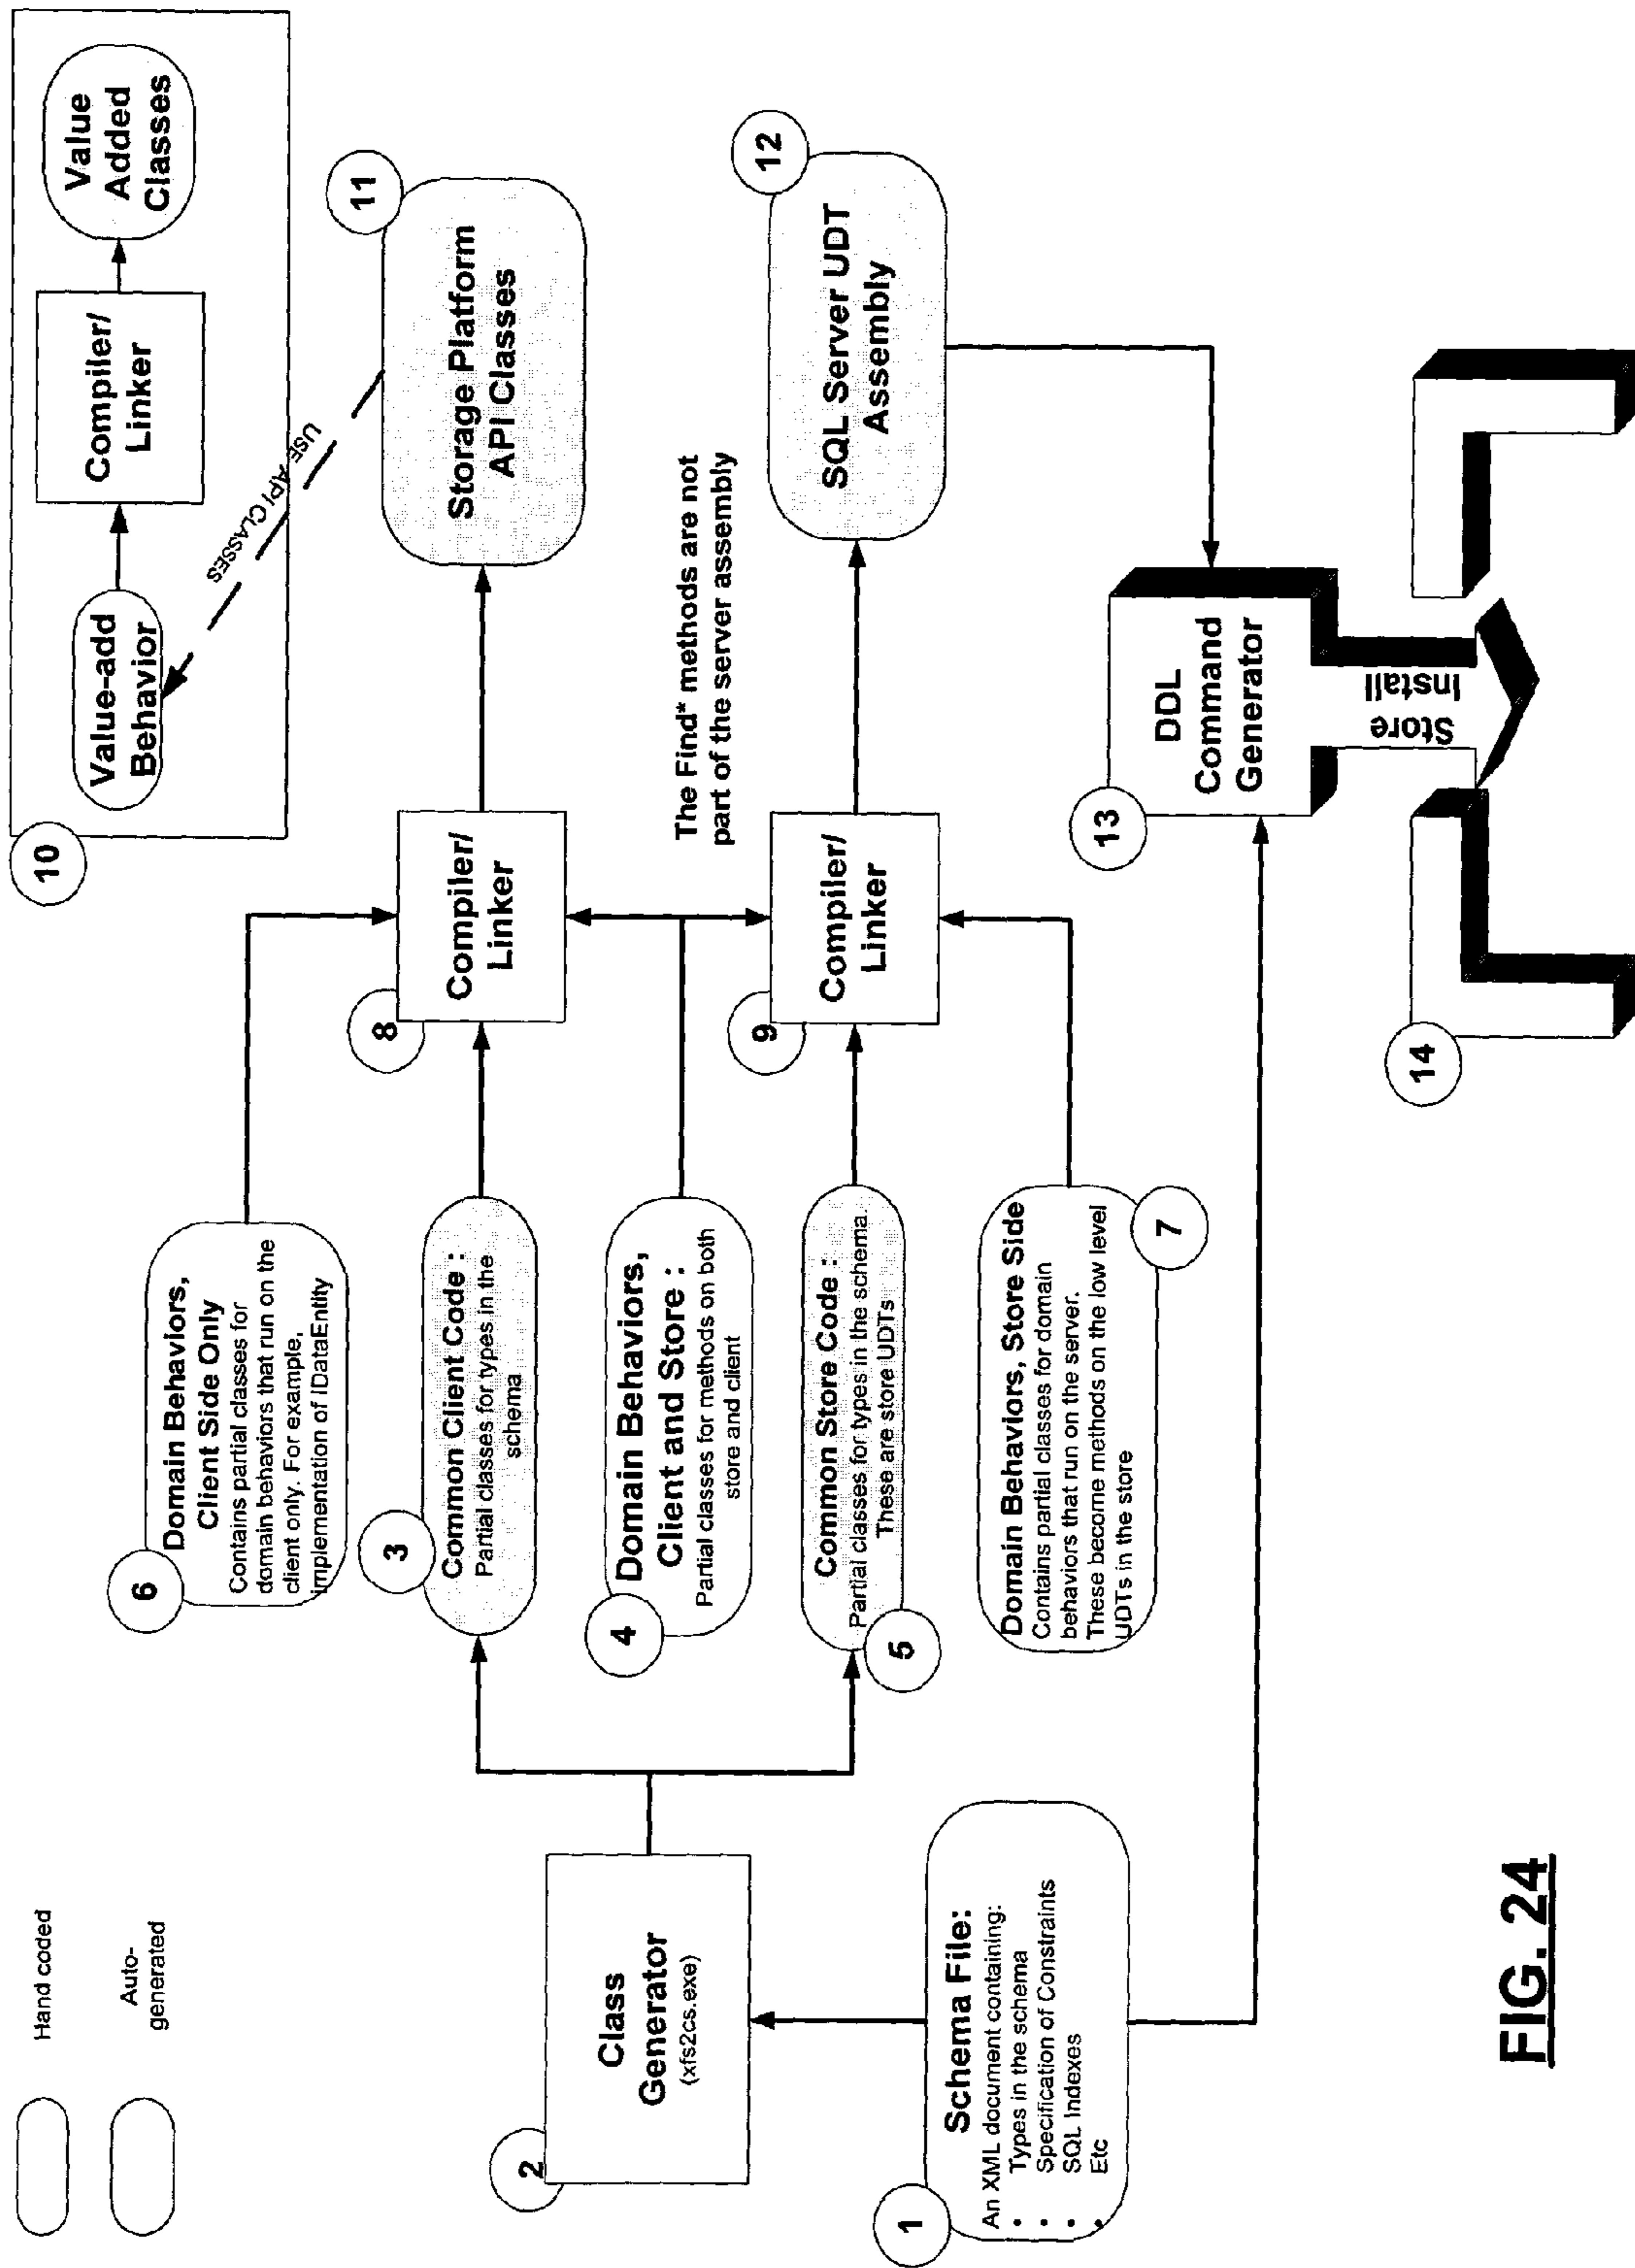 Hand coded
Auto-
generated
1
Schema File:
An XML document containing:
• Types in the schema
• Specification of Constraints
• SQL Indexes
• Etc
2
Class
Generator
(xfs2cs.exe)
6
Domain Behaviors,
Client Side Only
Contains partial classes for
domain behaviors that run on the
client only. For example,
implementation of IDataEntity
3
Common Client Code :
Partial classes for types in the
schema
4
Domain Behaviors,
Client and Store :
Partial classes for methods on both
store and client
Common Store Code :
Partial classes for types in the schema.
These are store UDTs
5
Domain Behaviors, Store Side
Contains partial classes for domain
behaviors that run on the server.
These become methods on the low level
UDTs in the store
7
8
Compiler/
Linker
9
Compiler/
Linker
10
Value-add
Behavior
Compiler/
Linker
Value
Added
Classes
USE API CLASSES
11
Storage Platform
API Classes
The Find* methods are not
part of the server assembly
12
SQL Server UDT
Assembly
13
DDL
Command
Generator
Store
Install
14
FIG. 24